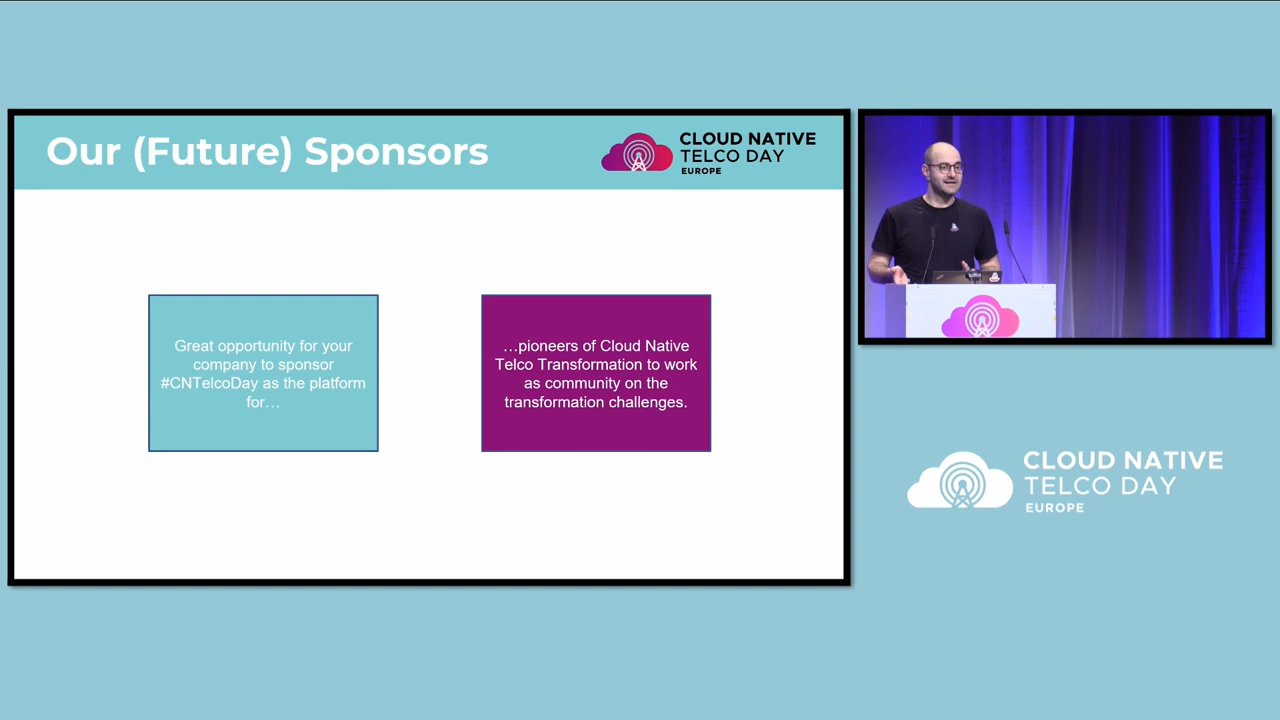 Our (Future) Sponsors
CLOUD NATIVE
TELCO DAY
EUROPE
Great opportunity for your
company to sponsor
#CNTelcoDay as the platform
for…
…pioneers of Cloud Native
Telco Transformation to work
as community on the
transformation challenges.
CLOUD NATIVE
TELCO DAY
EUROPE